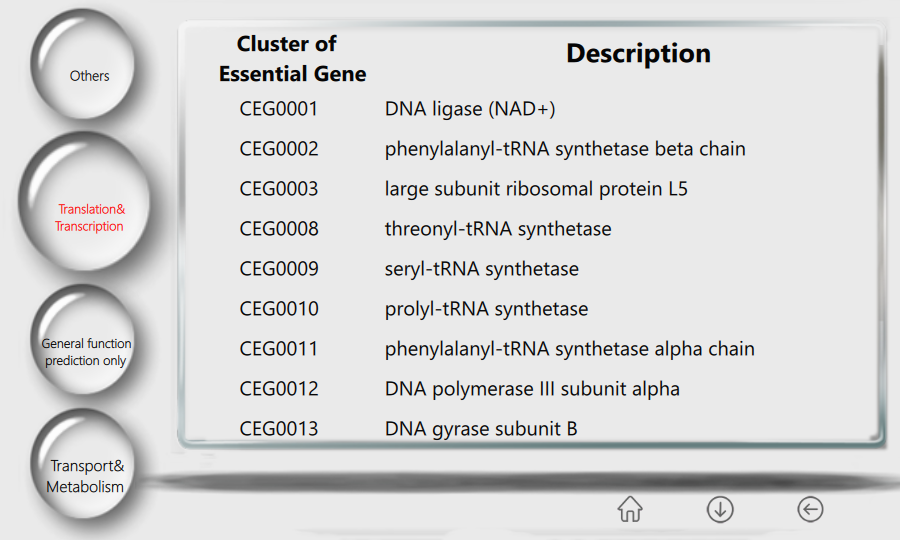 Others
Translation&
Transcription
General function
prediction only
Transport&
Metabolism
Cluster of
Essential Gene
Description
CEG0001 DNA ligase (NAD+)
CEG0002 phenylalanyl-tRNA synthetase beta chain
CEG0003 large subunit ribosomal protein L5
CEG0008 threonyl-tRNA synthetase
CEG0009 seryl-tRNA synthetase
CEG0010 prolyl-tRNA synthetase
CEG0011 phenylalanyl-tRNA synthetase alpha chain
CEG0012 DNA polymerase III subunit alpha
CEG0013 DNA gyrase subunit B